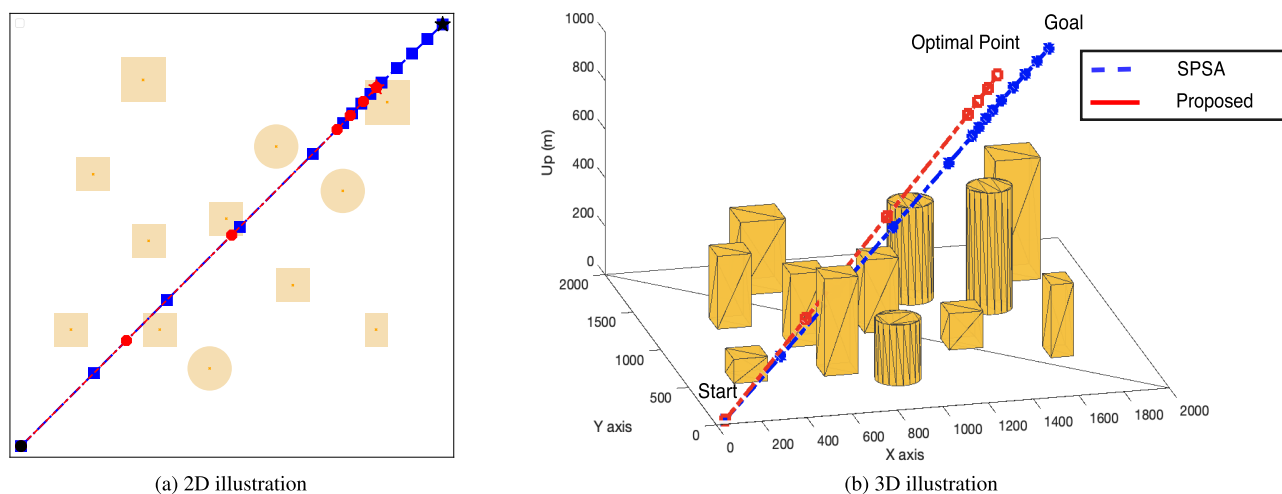 Optimal Point
Goal
SPSA
Proposed
Up (m)
1000
800
600
400
200
0
2000
1500
1000
500
0
Y axis
Start
0
200
400
600
800
1000
1200
1400
1600
1800
2000
X axis
(a) 2D illustration
(b) 3D illustration